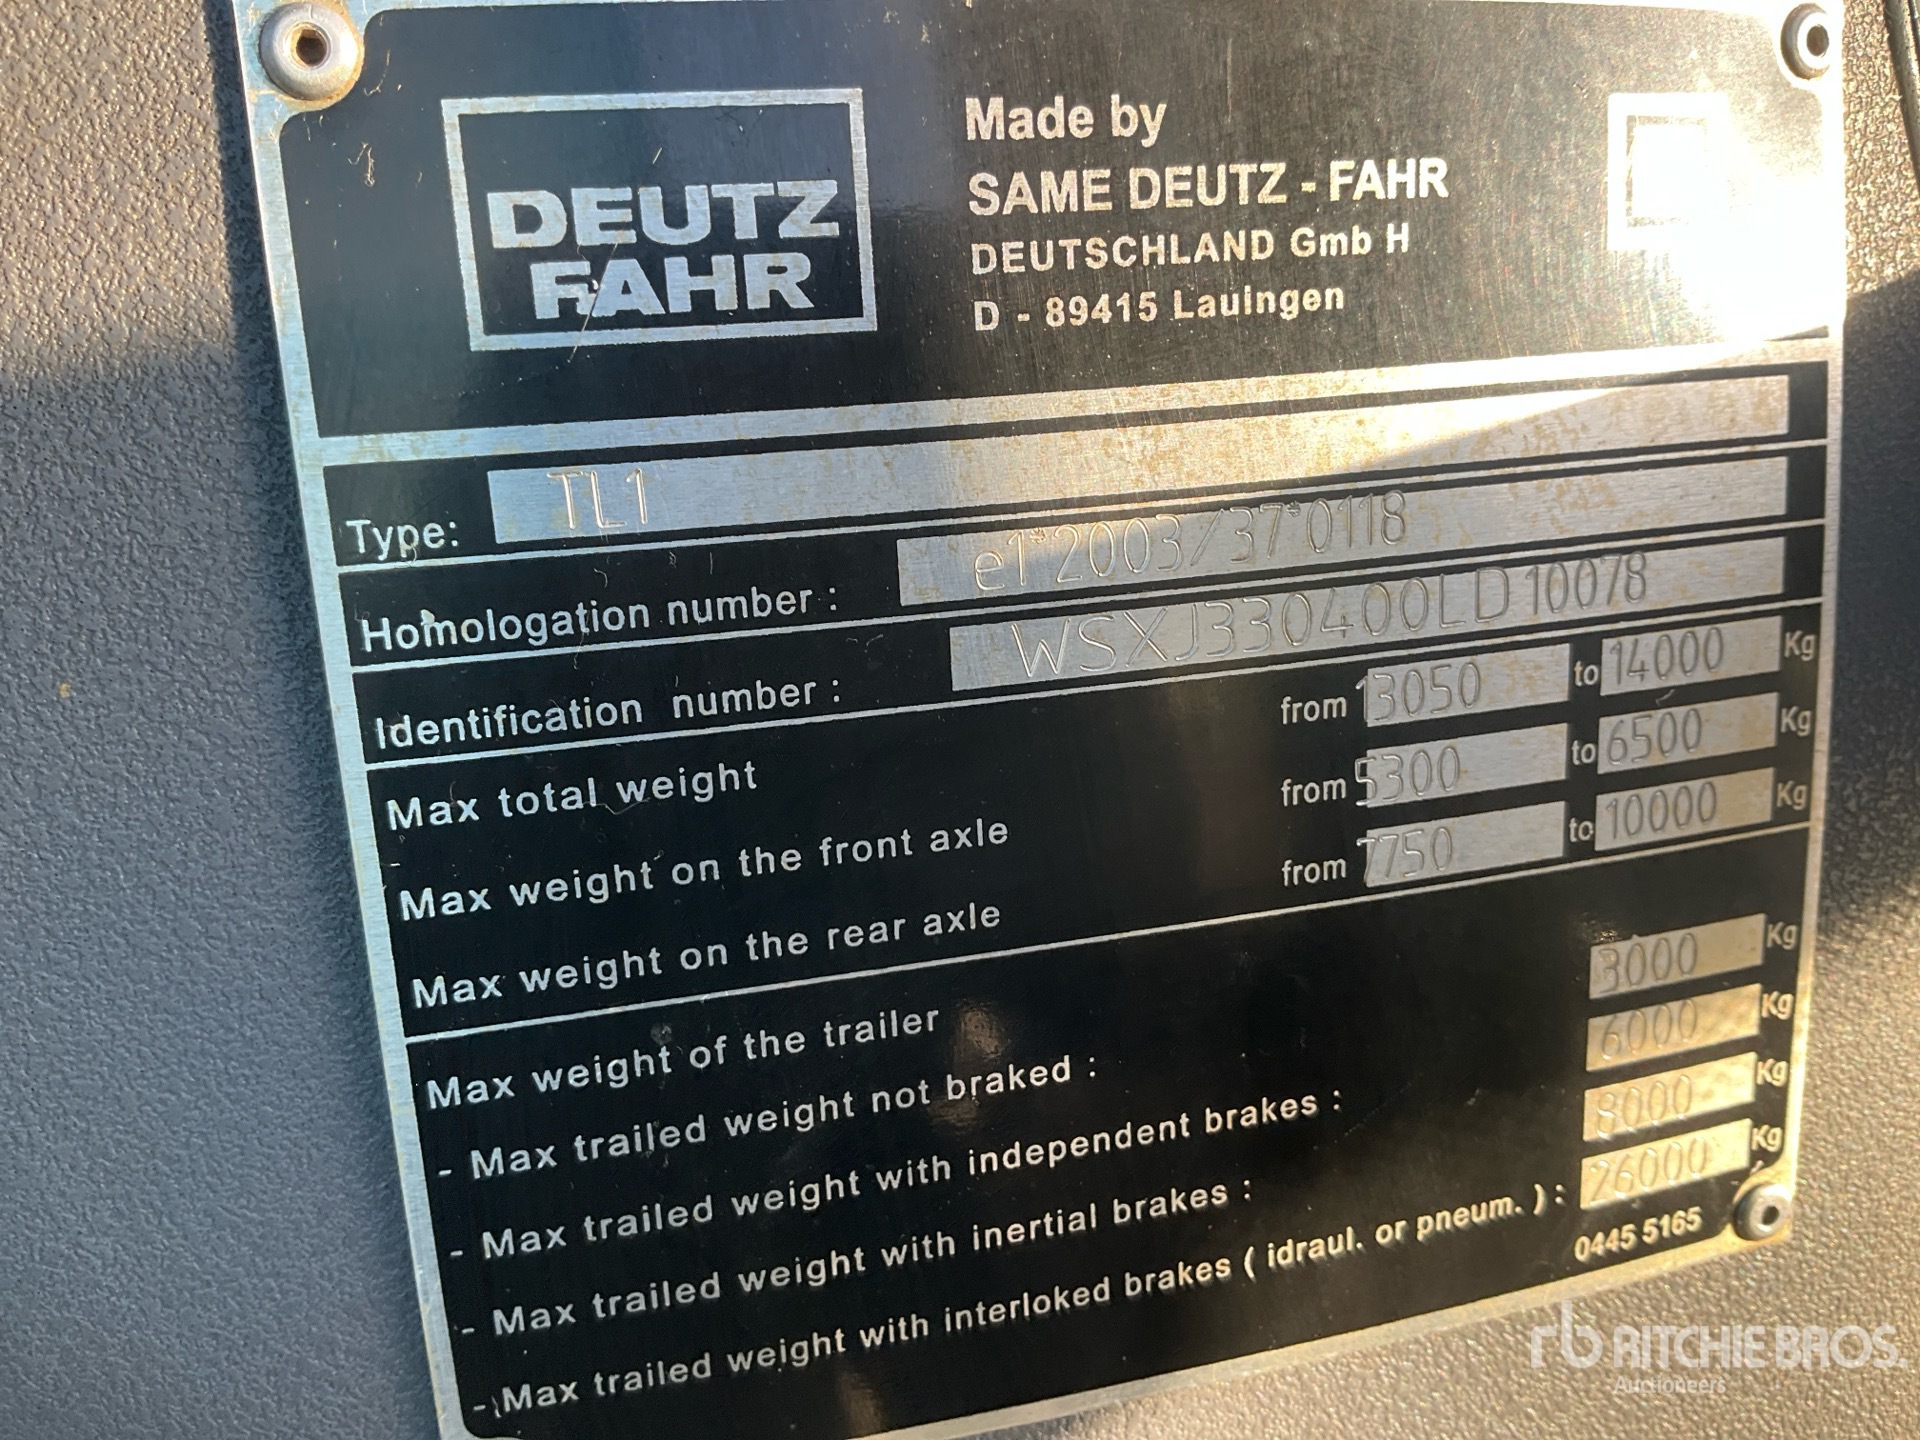 DEUTZ
FAHR
Made by
SAME DEUTZ - FAHR
DEUTSCHLAND Gmb H
D - 89415 Lauingen
Type: TL1
Homologation number : e1*2003/37*0118
Identification number : WSXJ330400LD10078
Max total weight from 13050 to 14000 Kg
Max weight on the front axle from 5300 to 6500 Kg
Max weight on the rear axle from 7750 to 10000 Kg
Max weight of the trailer
- Max trailed weight not braked : 3000 Kg
- Max trailed weight with independent brakes : 6000 Kg
- Max trailed weight with inertial brakes : 8000 Kg
- Max trailed weight with interloked brakes ( idraul. or pneum. ) : 26000 Kg
0445 5165
rb RITCHIE BROS.
Auctioneers